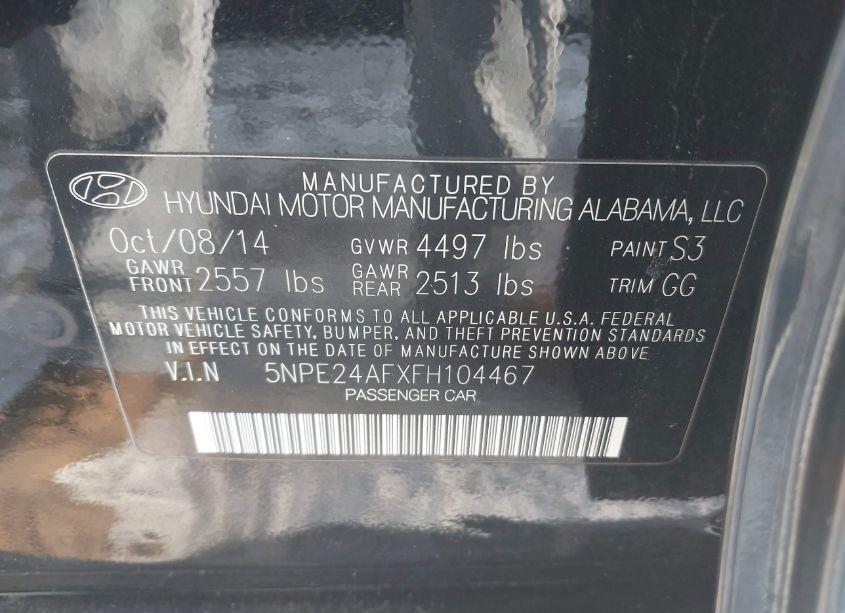 MANUFACTURED BY
HYUNDAI MOTOR MANUFACTURING ALABAMA, LLC
Oct/08/14 GVWR 4497 lbs PAINT S3
GAWR FRONT 2557 lbs GAWR REAR 2513 lbs TRIM GG
THIS VEHICLE CONFORMS TO ALL APPLICABLE U.S.A. FEDERAL
MOTOR VEHICLE SAFETY, BUMPER, AND THEFT PREVENTION STANDARDS
IN EFFECT ON THE DATE OF MANUFACTURE SHOWN ABOVE
V.I.N 5NPE24AFXFH104467
PASSENGER CAR